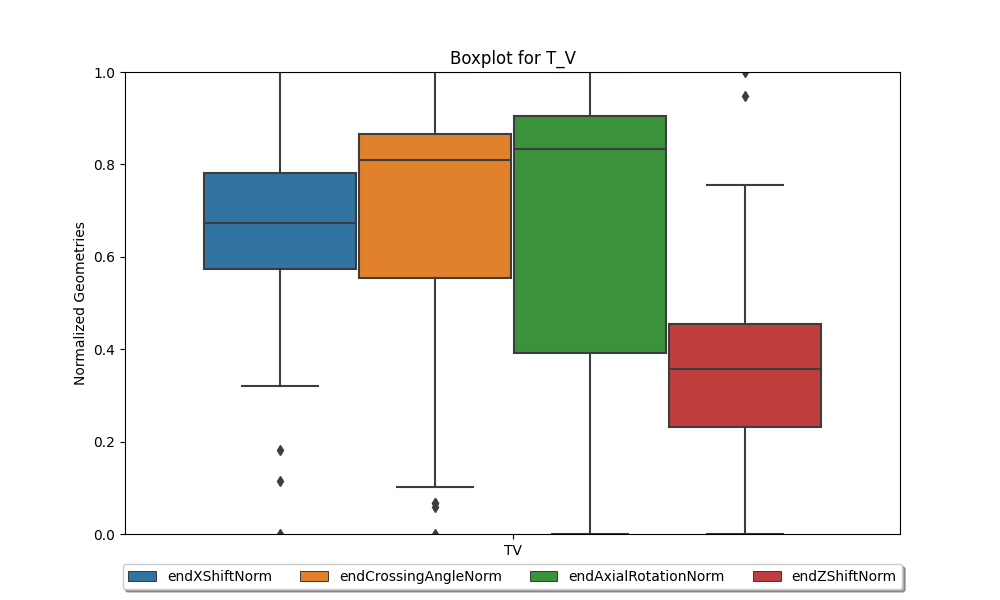 Boxplot for T_V
1.0
0.8
0.6
0.4
0.2
0.0
Normalized Geometries
TV
endXShiftNorm endCrossingAngleNorm endAxialRotationNorm endZShiftNorm